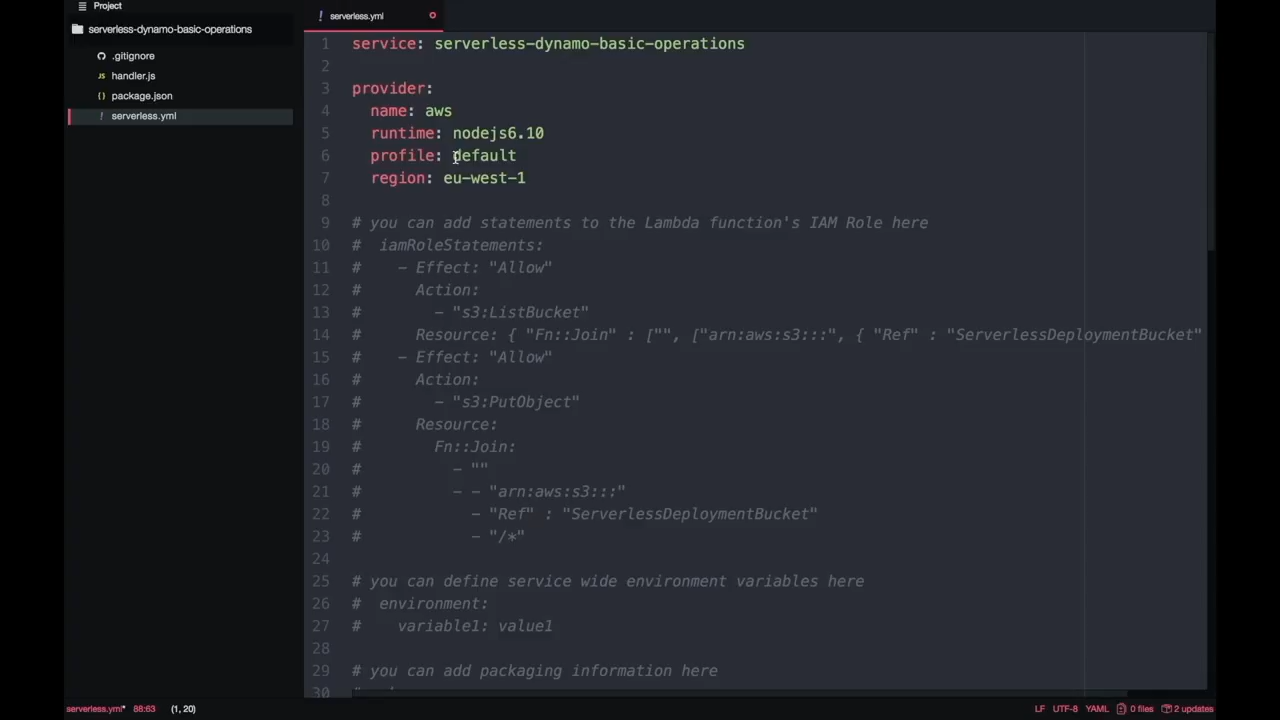 Project
serverless-dynamo-basic-operations
.gitignore
JS handler.js
{} package.json
! serverless.yml
! serverless.yml
1 service: serverless-dynamo-basic-operations
2
3 provider:
4   name: aws
5   runtime: nodejs6.10
6   profile: default
7   region: eu-west-1
8
9 # you can add statements to the Lambda function's IAM Role here
10 #  iamRoleStatements:
11 #    - Effect: "Allow"
12 #      Action:
13 #        - "s3:ListBucket"
14 #      Resource: { "Fn::Join" : ["", ["arn:aws:s3:::", { "Ref" : "ServerlessDeploymentBucket"
15 #    - Effect: "Allow"
16 #      Action:
17 #        - "s3:PutObject"
18 #      Resource:
19 #        Fn::Join:
20 #          - ""
21 #          - - "arn:aws:s3:::"
22 #            - "Ref" : "ServerlessDeploymentBucket"
23 #            - "/*"
24
25 # you can define service wide environment variables here
26 #  environment:
27 #    variable1: value1
28
29 # you can add packaging information here
30
serverless.yml* 88:63 (1, 20)
LF UTF-8 YAML 0 files 2 updates